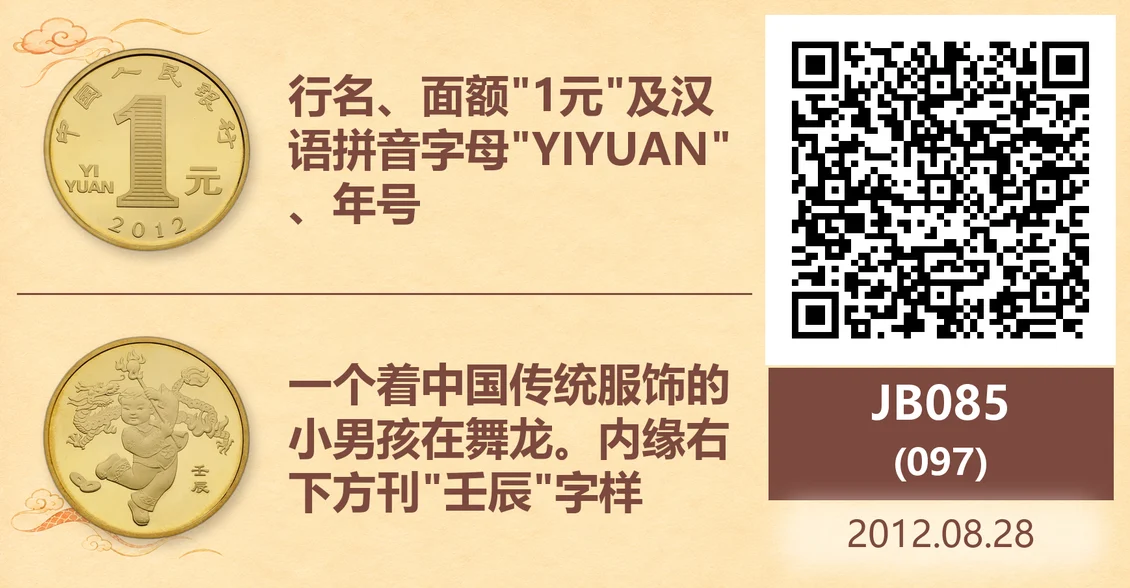 中国人民银行
1
YI
YUAN
元
2012
行名、面额"1元"及汉
语拼音字母"YIYUAN"
、年号
壬
辰
一个着中国传统服饰的
小男孩在舞龙。内缘右
下方刊"壬辰"字样
JB085
(097)
2012.08.28